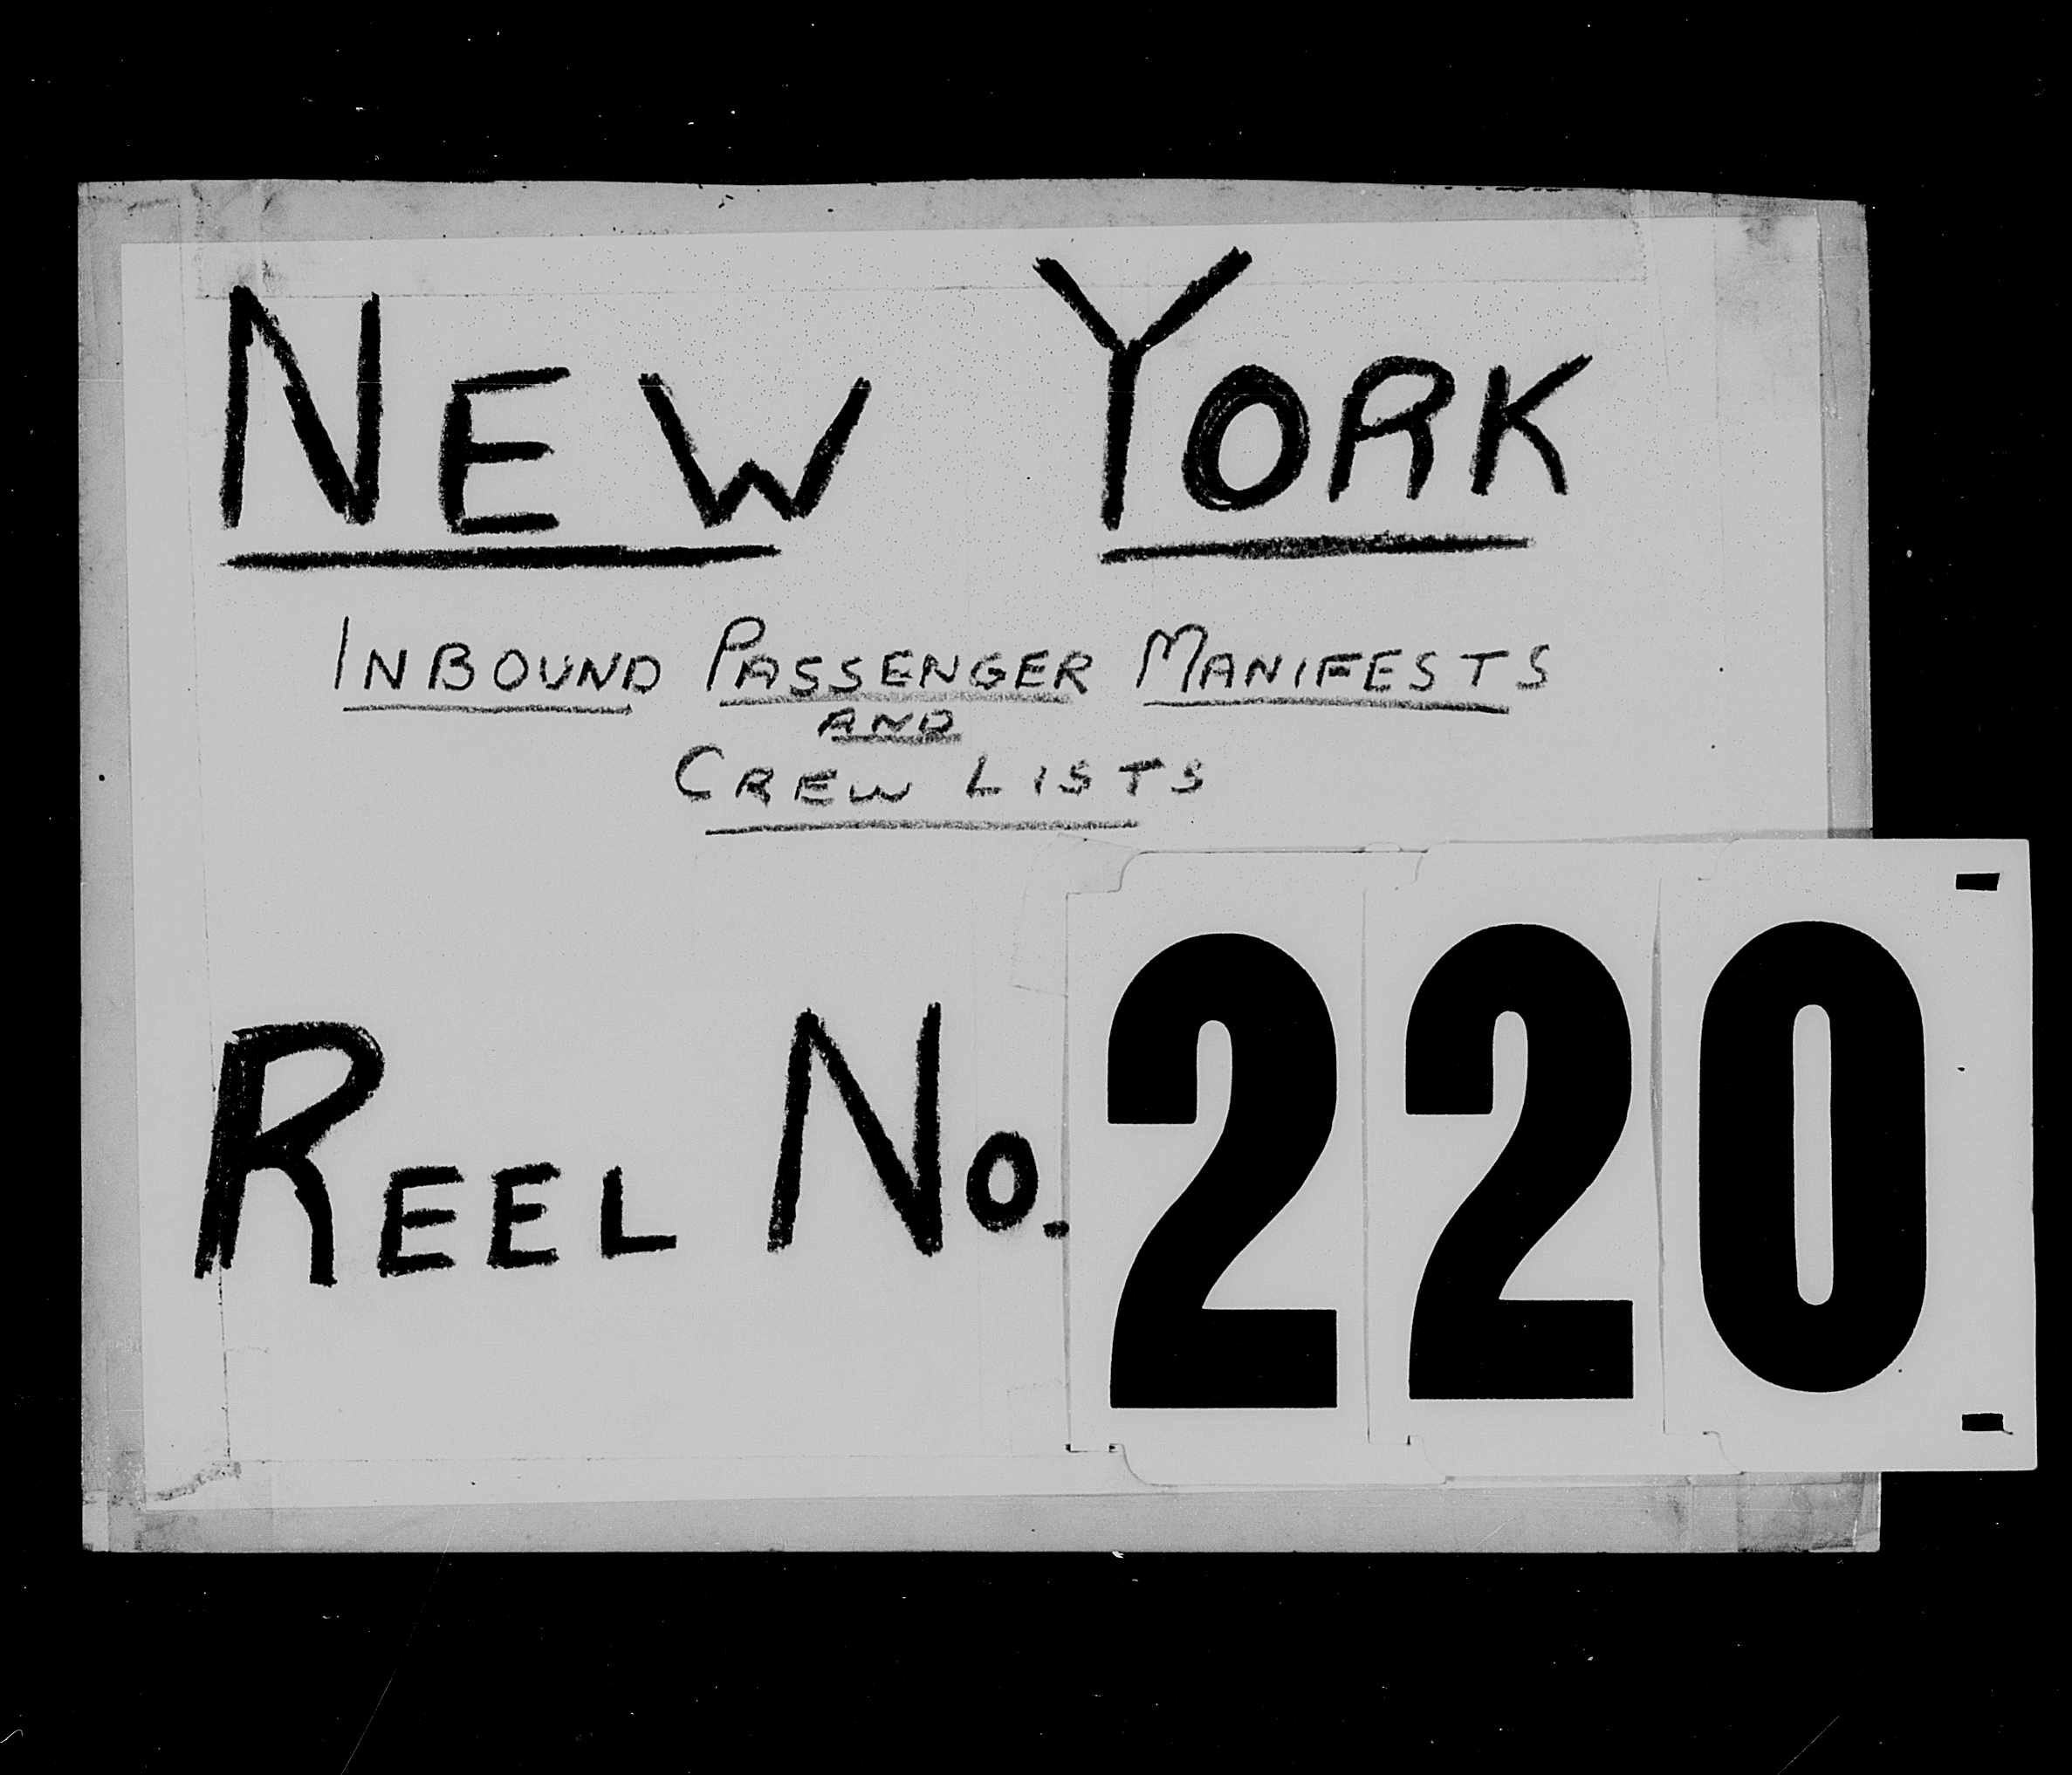 NEW YORK
INBOUND PASSENGER MANIFESTS
AND
CREW LISTS
REEL No. 220